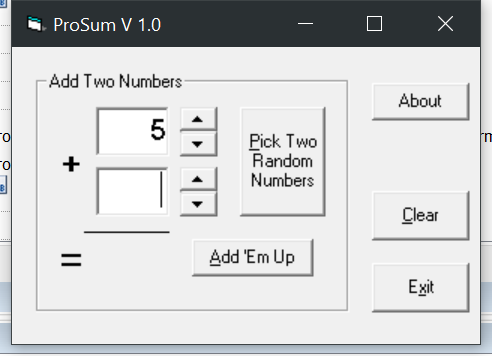 ProSum V 1.0
Add Two Numbers
5
+
=
Pick Two
Random
Numbers
Add 'Em Up
About
Clear
Exit